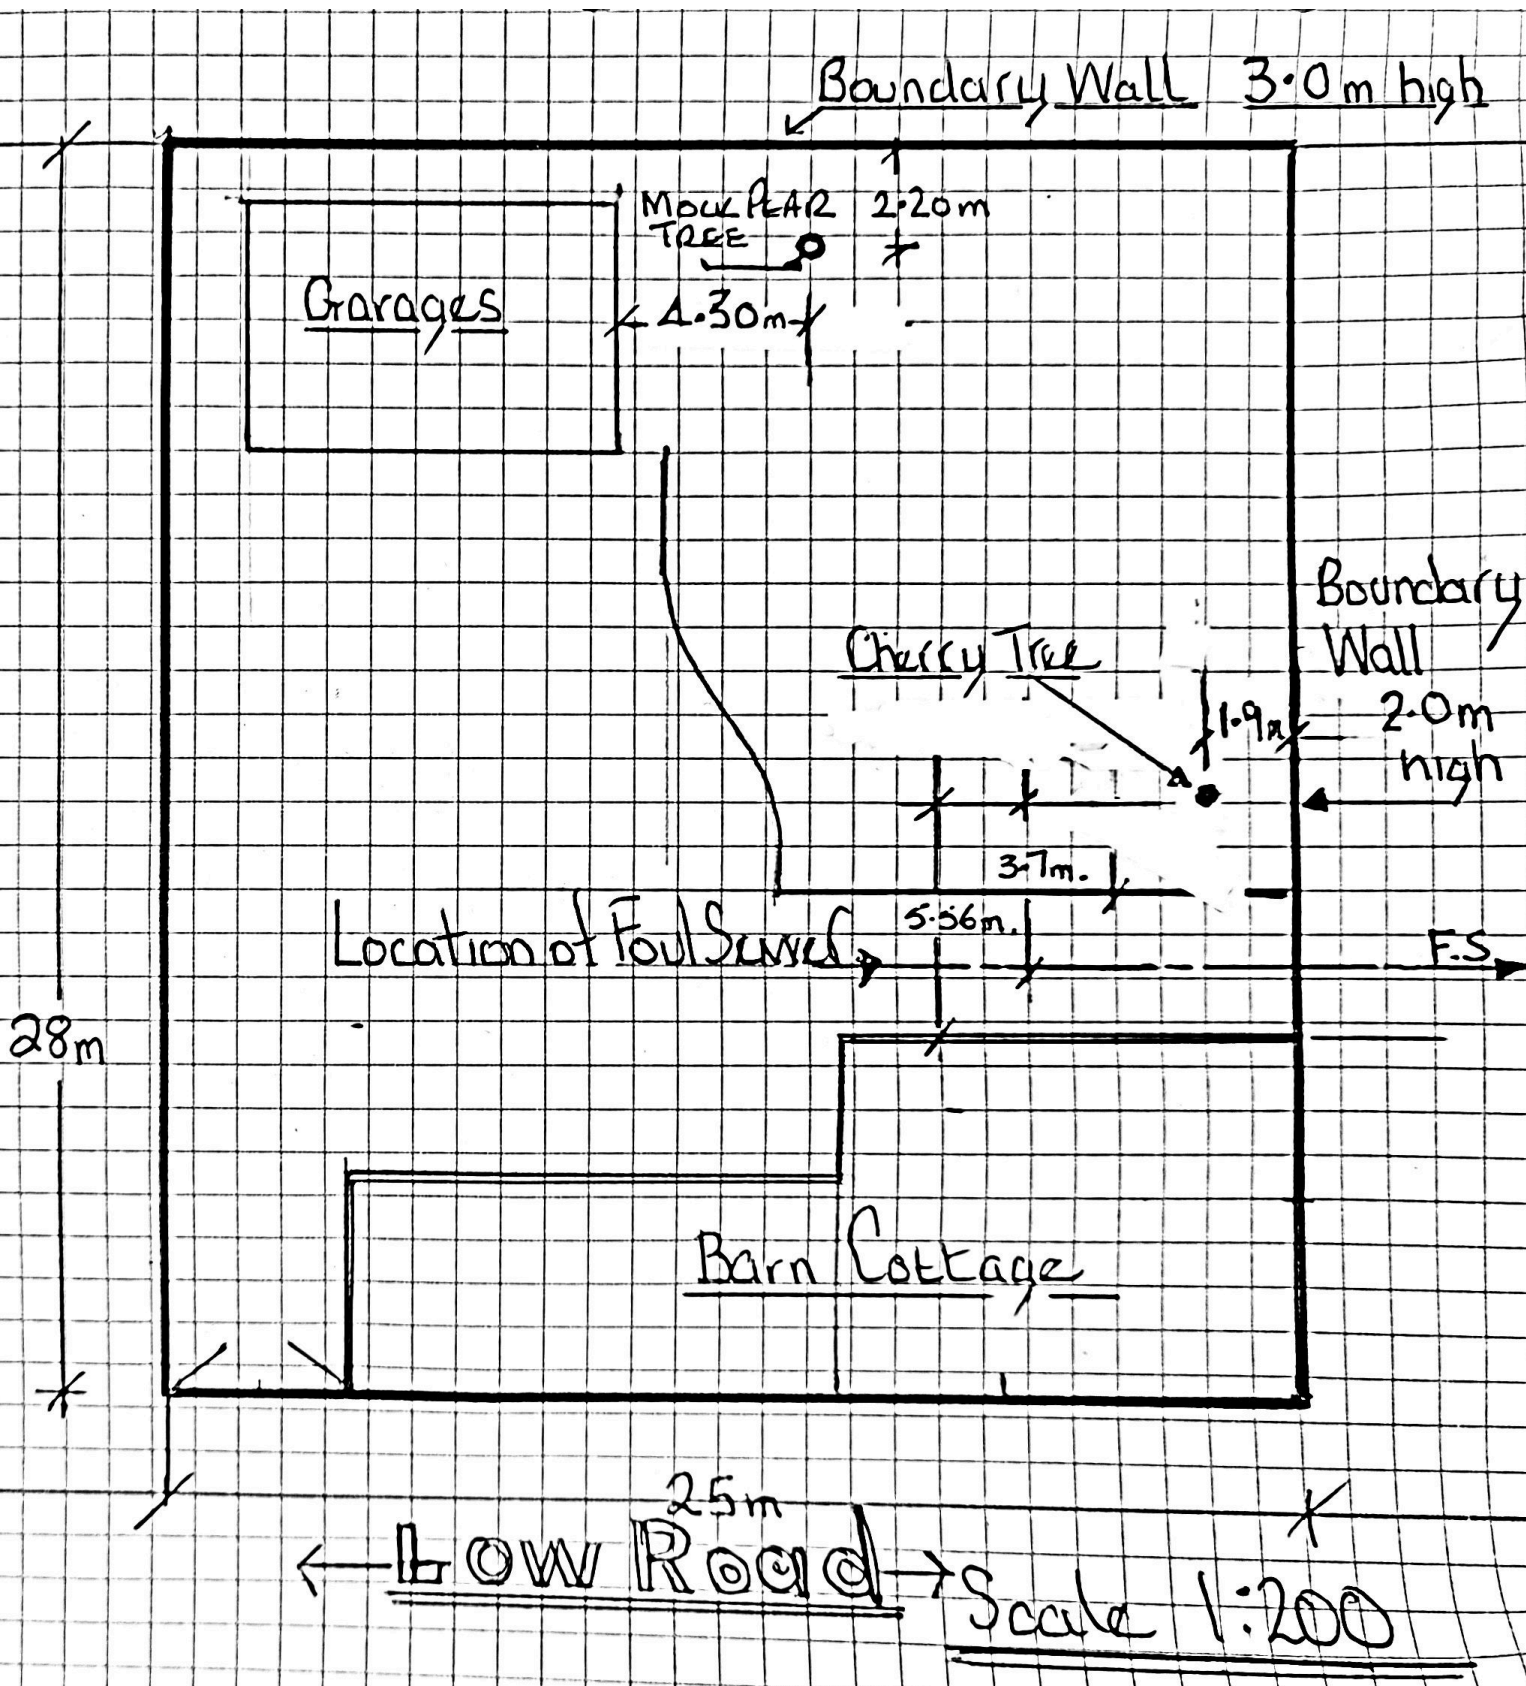 Boundary Wall 3.0m high
MOCK PEAR 2.20m
TREE
Garages
4.30m
Boundary
Wall
2.0m
high
Cherry Tree
1.9m
3.7m.
5.56m.
Location of Foul Sewer
F.S
28m
Barn Cottage
25m
Low Road
Scale 1:200